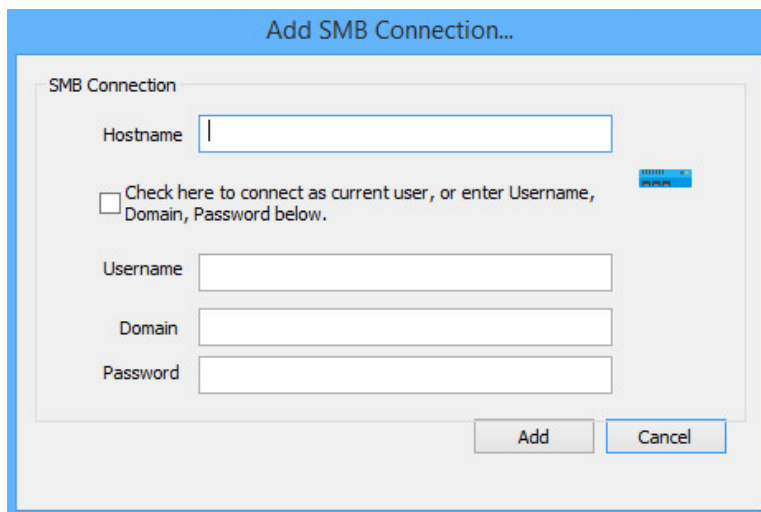 Add SMB Connection...
SMB Connection
Hostname
Check here to connect as current user, or enter Username,
Domain, Password below.
Username
Domain
Password
Add
Cancel